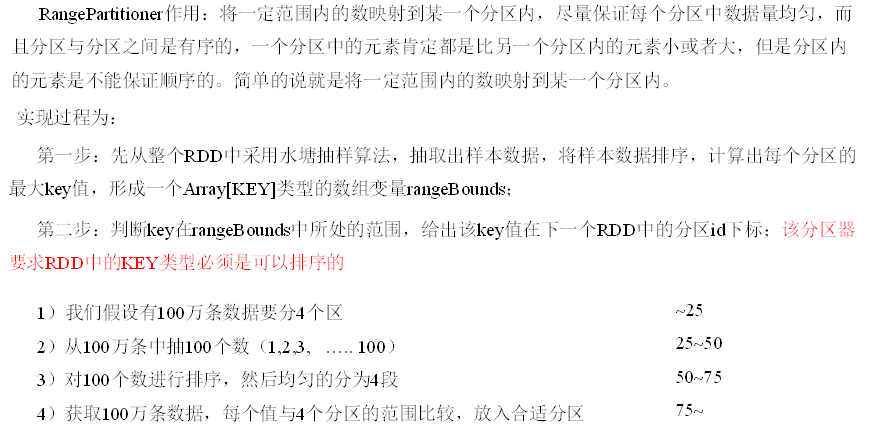 RangePartitioner作用：将一定范围内的数映射到某一个分区内，尽量保证每个分区中数据量均匀，而
且分区与分区之间是有序的，一个分区中的元素肯定都是比另一个分区内的元素小或者大，但是分区内
的元素是不能保证顺序的。简单的说就是将一定范围内的数映射到某一个分区内。
实现过程为：
第一步：先从整个RDD中采用水塘抽样算法，抽取出样本数据，将样本数据排序，计算出每个分区的
最大key值，形成一个Array[KEY]类型的数组变量rangeBounds；
第二步：判断key在rangeBounds中所处的范围，给出该key值在下一个RDD中的分区id下标；该分区器
要求RDD中的KEY类型必须是可以排序的
1）我们假设有100万条数据要分4个区 ~25
2）从100万条中抽100个数（1,2,3, ….. 100） 25~50
3）对100个数进行排序，然后均匀的分为4段 50~75
4）获取100万条数据，每个值与4个分区的范围比较，放入合适分区 75~